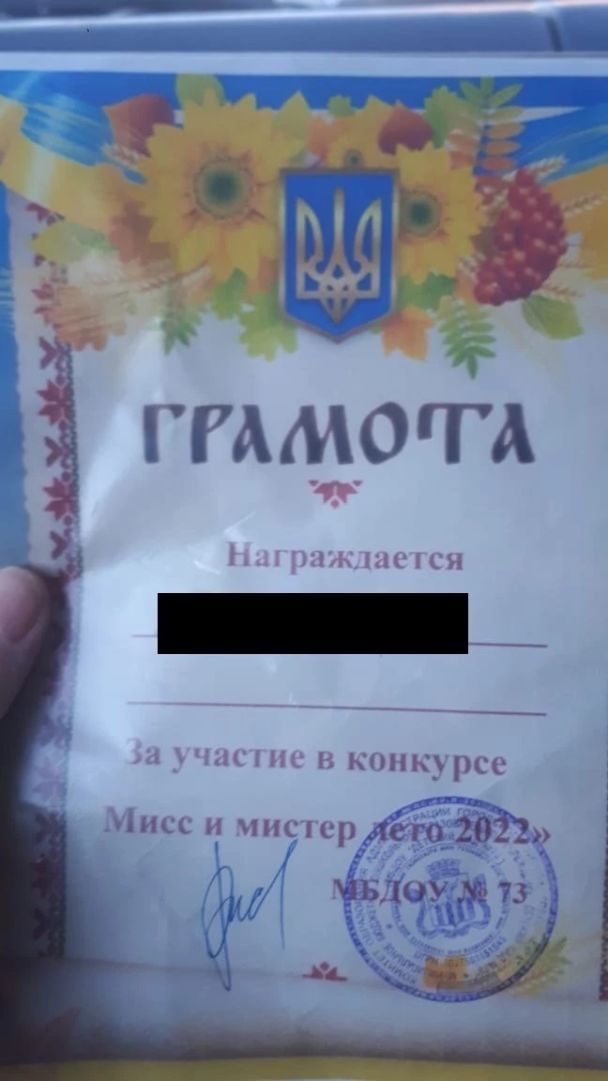 ГРАМОТА
Награждается
За участие в конкурсе
Мисс и мистер лето 2022»
МБДОУ № 73